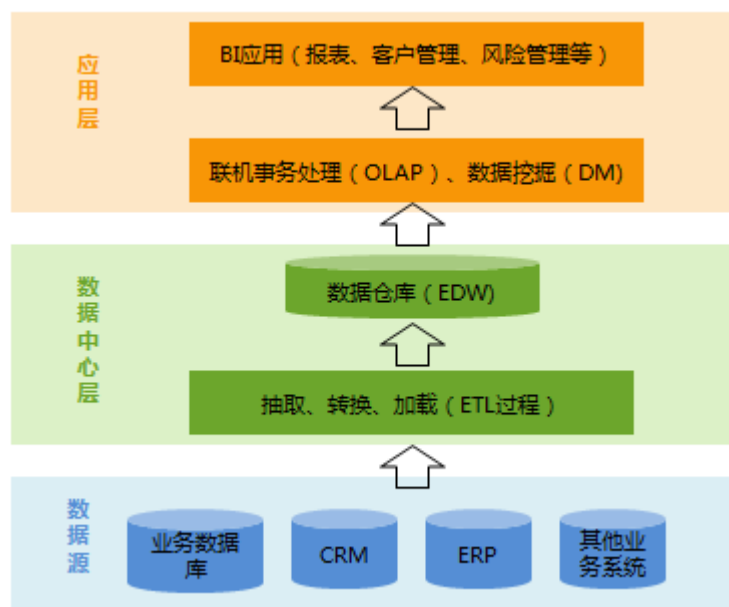 应用层
BI应用（报表、客户管理、风险管理等）
联机事务处理（OLAP）、数据挖掘（DM)
数据中心层
数据仓库（EDW)
抽取、转换、加载（ETL过程）
数据源
业务数据
库
CRM
ERP
其他业
务系统